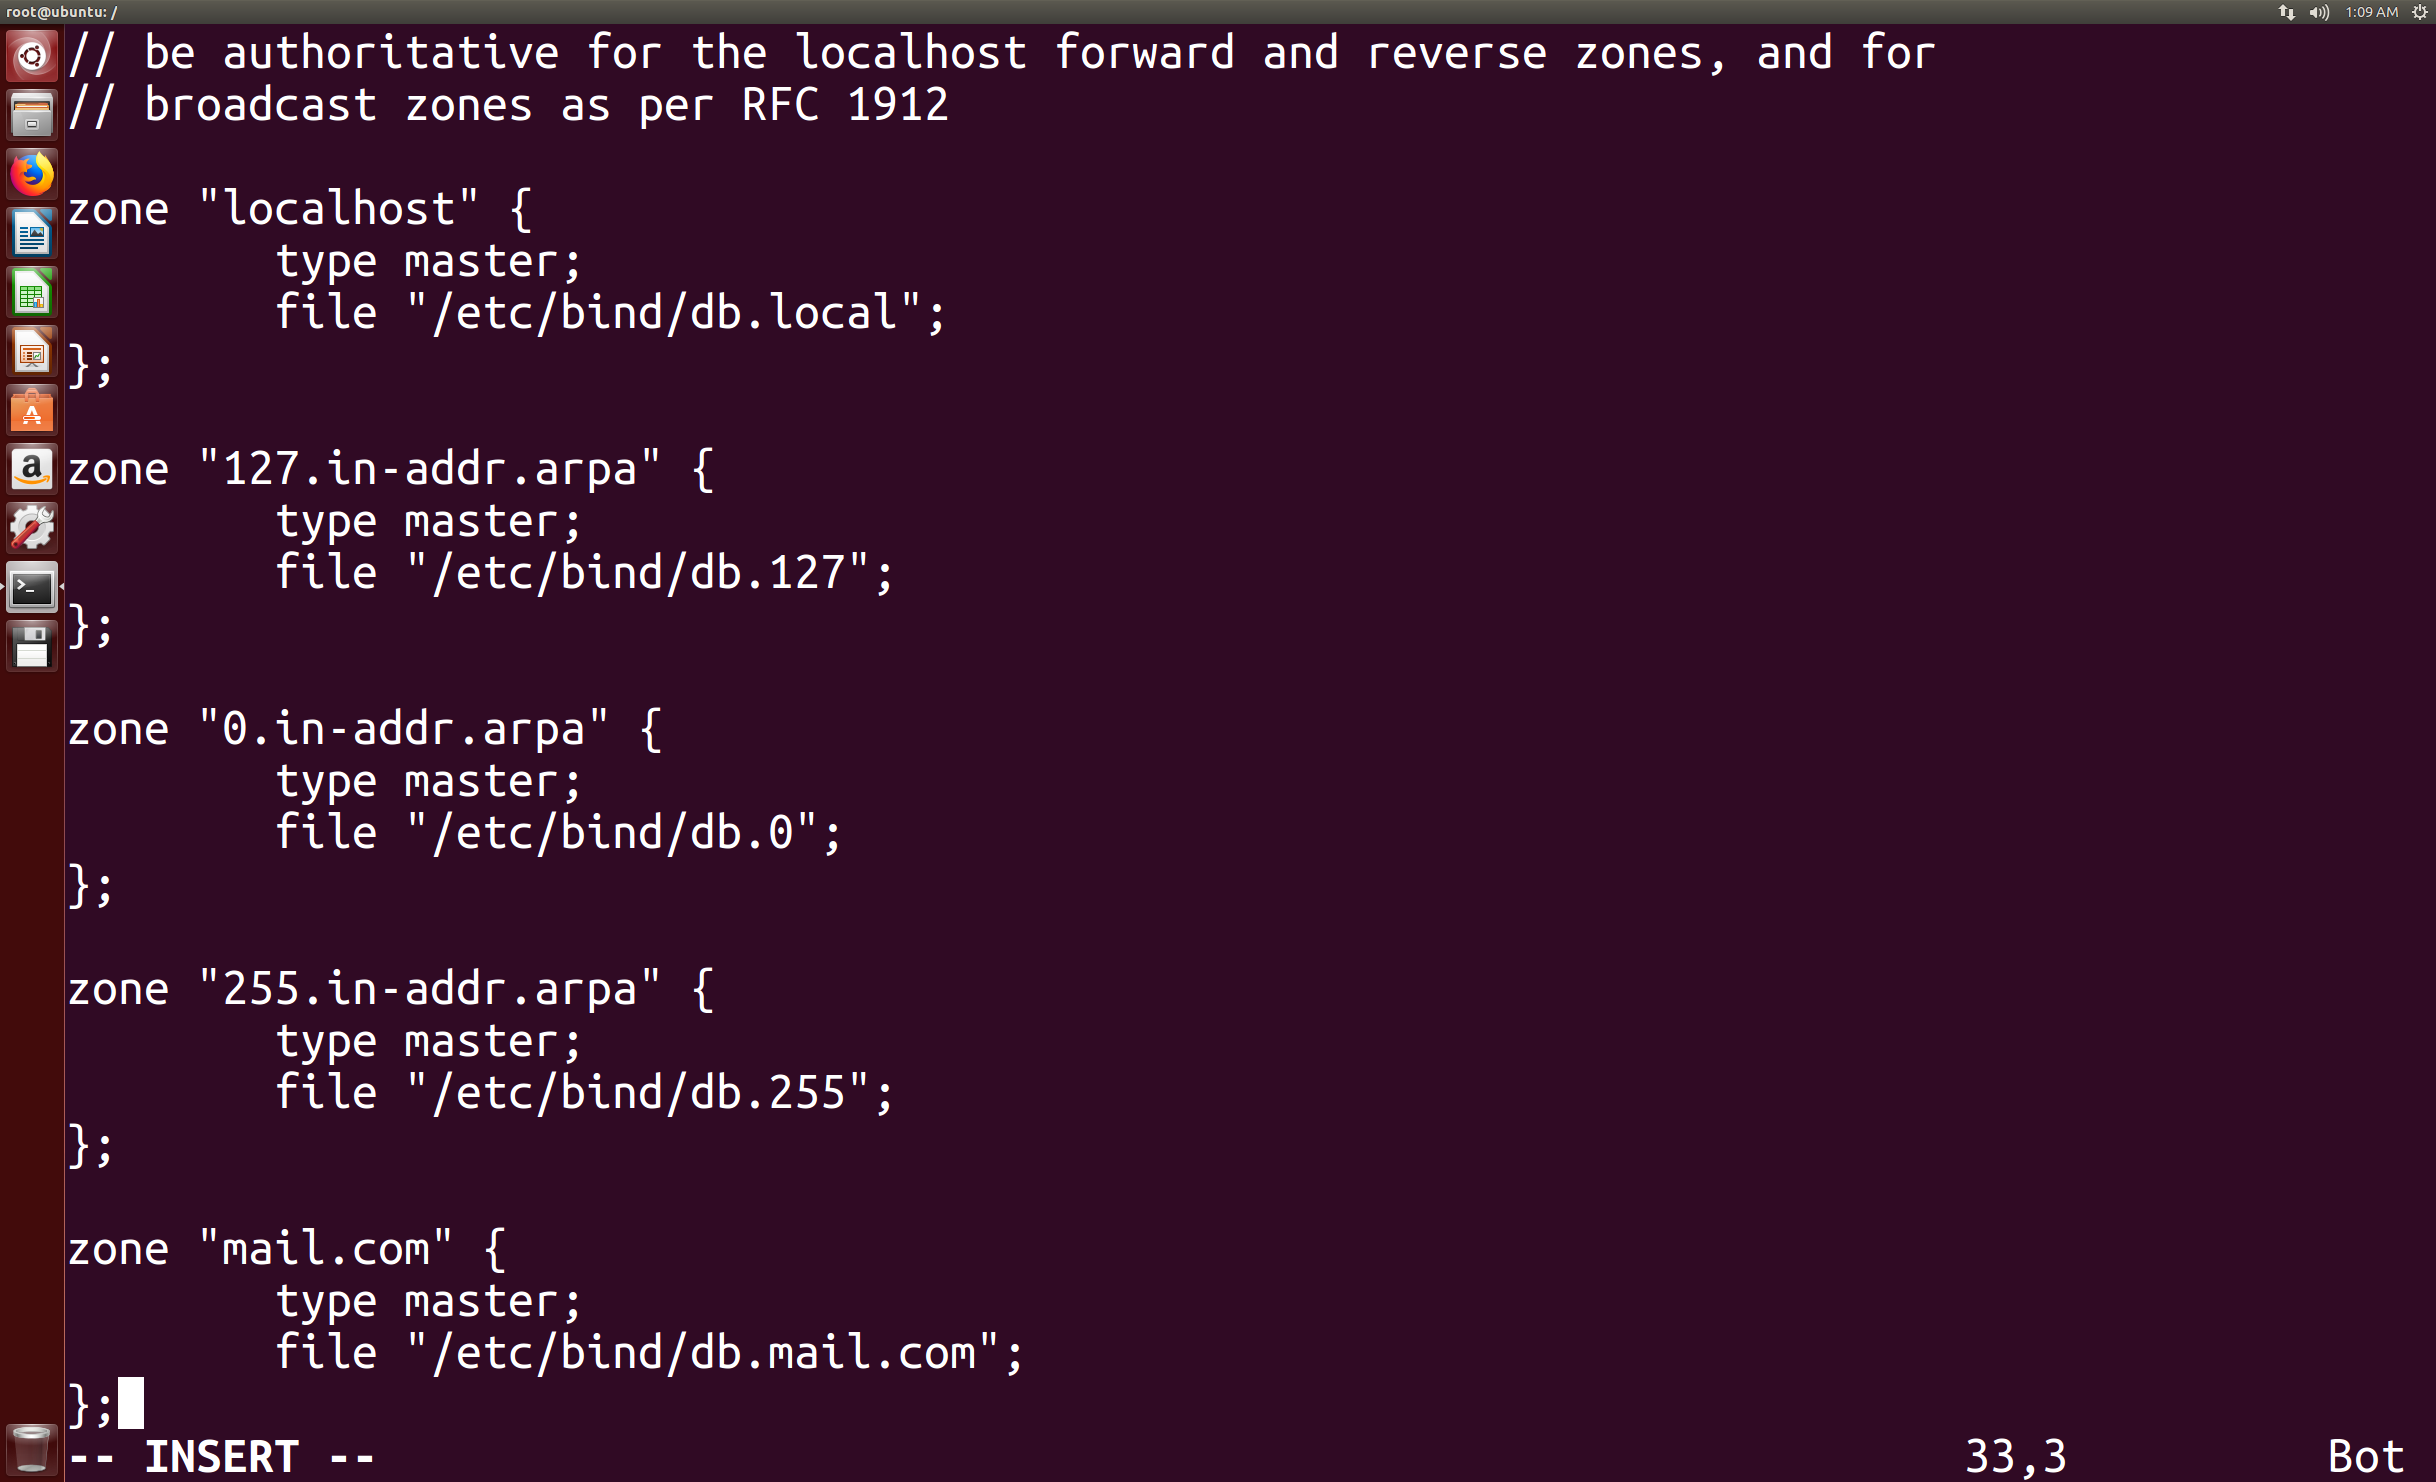 root@ubuntu: /
1:09 AM
// be authoritative for the localhost forward and reverse zones, and for
// broadcast zones as per RFC 1912
zone "localhost" {
        type master;
        file "/etc/bind/db.local";
};
zone "127.in-addr.arpa" {
        type master;
        file "/etc/bind/db.127";
};
zone "0.in-addr.arpa" {
        type master;
        file "/etc/bind/db.0";
};
zone "255.in-addr.arpa" {
        type master;
        file "/etc/bind/db.255";
};
zone "mail.com" {
        type master;
        file "/etc/bind/db.mail.com";
};
-- INSERT -- 33,3 Bot